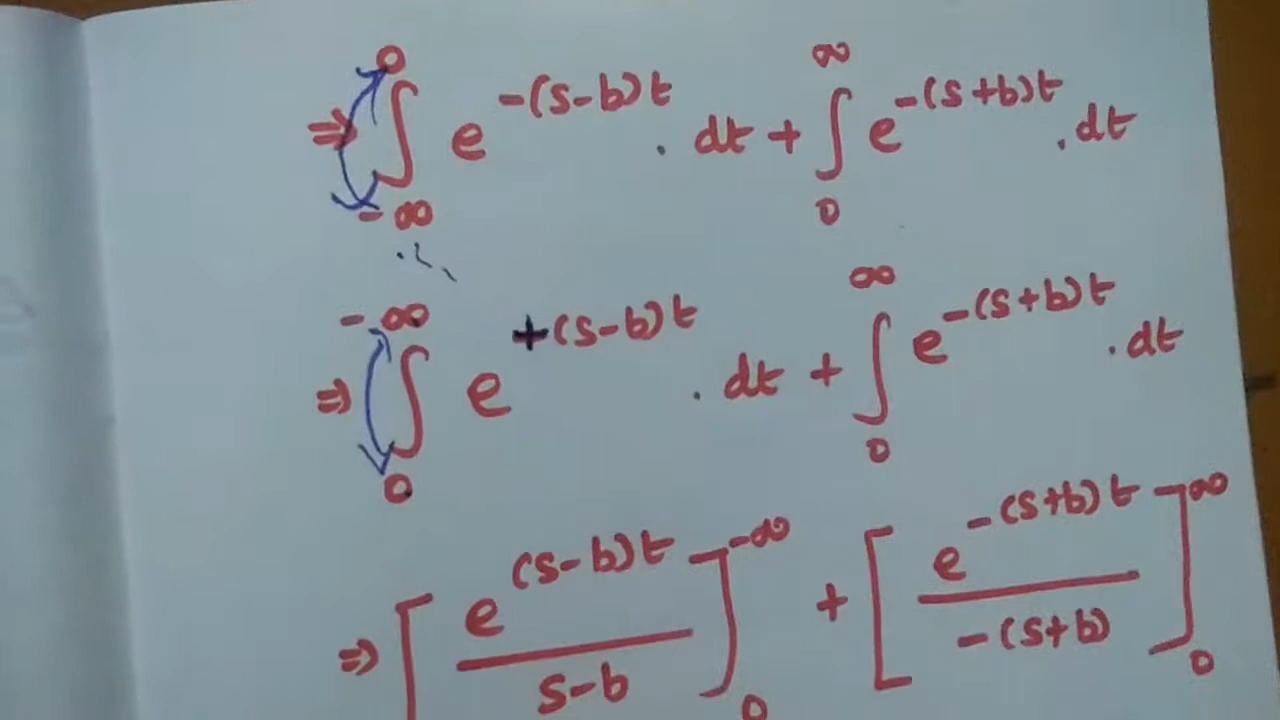 ⇒ ∫_{-∞}^{0} e^{-(s-b)t} . dt + ∫_{0}^{∞} e^{-(s+b)t} . dt
⇒ ∫_{0}^{-∞} e^{+(s-b)t} . dt + ∫_{0}^{∞} e^{-(s+b)t} . dt
⇒ [e^{(s-b)t} / s-b]_{0}^{-∞} + [e^{-(s+b)t} / -(s+b)]_{0}^{∞}